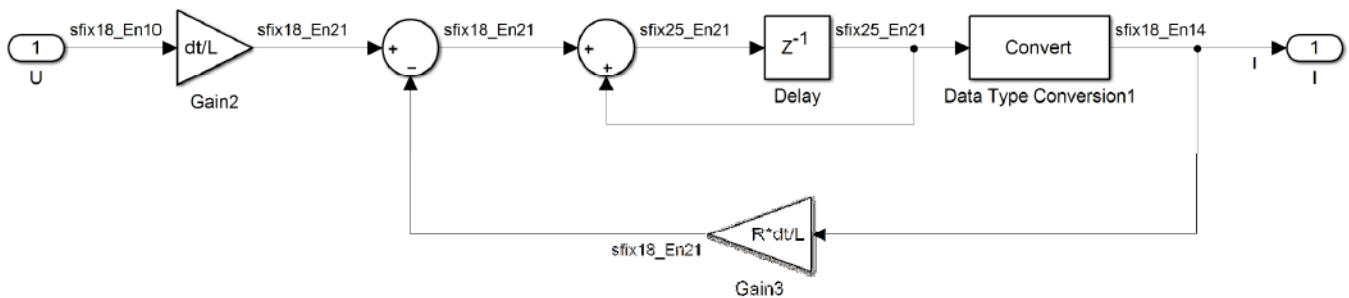 sfix18_En10
sfix18_En21
sfix18_En21
sfix25_En21
sfix25_En21
sfix18_En14
1
dt/L
+
−
+
+
Z-1
Convert
1
U
Gain2
Delay
Data Type Conversion1
I
I
R*dt/L
sfix18_En21
Gain3